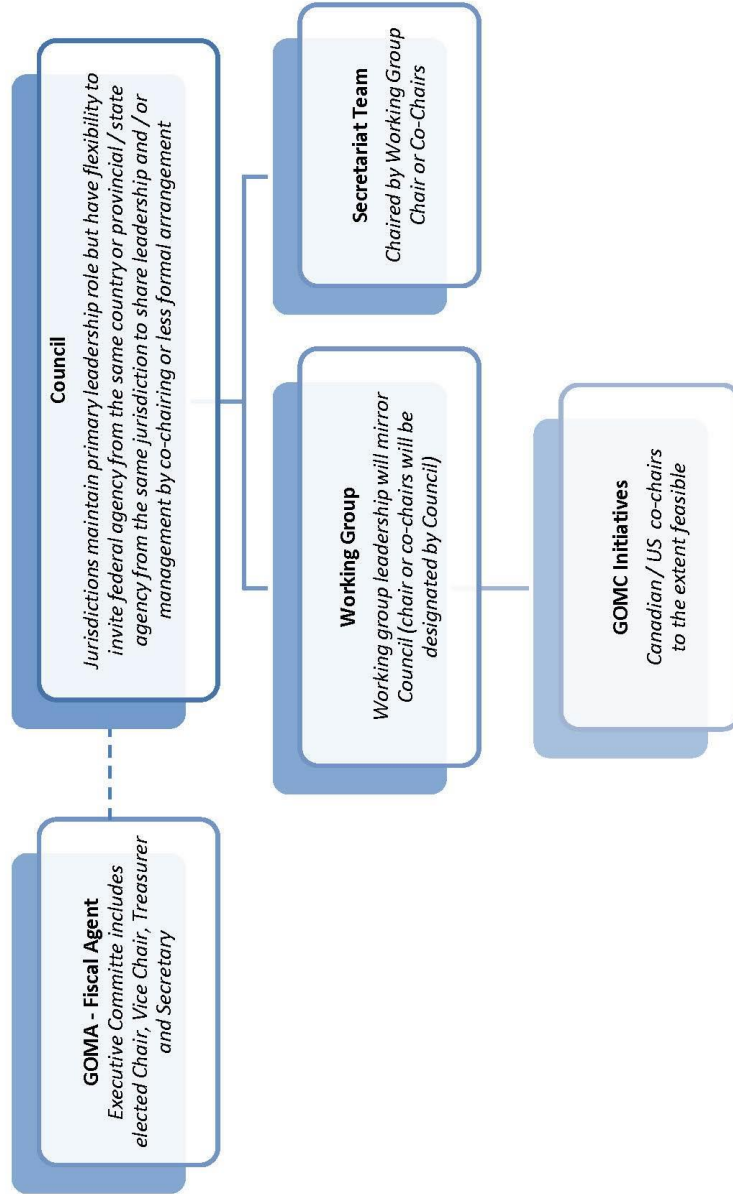 Council
Jurisdictions maintain primary leadership role but have flexibility to
invite federal agency from the same country or provincial / state
agency from the same jurisdiction to share leadership and / or
management by co-chairing or less formal arrangement
GOMA - Fiscal Agent
Executive Committe includes
elected Chair, Vice Chair, Treasurer
and Secretary
Working Group
Working group leadership will mirror
Council (chair or co-chairs will be
designated by Council)
Secretariat Team
Chaired by Working Group
Chair or Co-Chairs
GOMC Initiatives
Canadian / US co-chairs
to the extent feasible